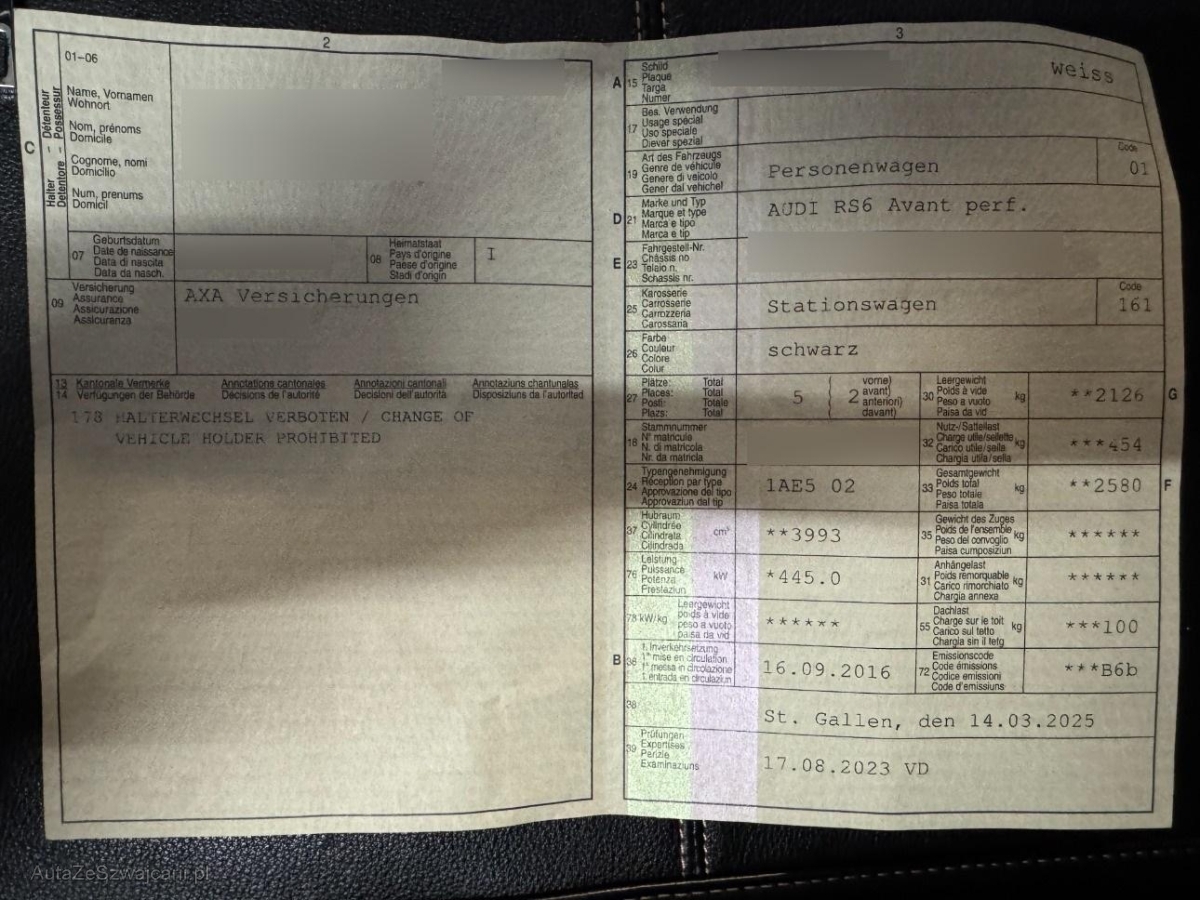 2
01-06
Name, Vornamen
Wohnort
Nom, prénoms
Domicile
Cognome, nomi
Domicilio
Num, prenums
Domicil
C
Halter - Détenteur
Detentore - Possessur
07
Geburtsdatum
Date de naissance
Data di nascita
Data da nasch.
08
Heimatstaat
Pays d'origine
Paese d'origine
Stadi d'origin
I
09
Versicherung
Assurance
Assicurazione
Assicuranza
AXA Versicherungen
13 Kantonale Vermerke Annotations cantonales Annotazioni cantonali Annotaziuns chantunalas
14 Verfügungen der Behörde Décisions de l'autorité Decisioni dell'autorità Disposiziuns da l'autoritad
178 HALTERWECHSEL VERBOTEN / CHANGE OF
VEHICLE HOLDER PROHIBITED
3
A 15
Schild
Plaque
Targa
Numer
weiss
17
Bes. Verwendung
Usage spécial
Uso speciale
Diever spezial
19
Art des Fahrzeugs
Genre de véhicule
Genere di veicolo
Gener dal vehichel
Personenwagen
Code
01
D 21
Marke und Typ
Marque et type
Marca e tipo
Marca e tip
AUDI RS6 Avant perf.
E 23
Fahrgestell-Nr.
Châssis no
Telaio n.
Schassis nr.
25
Karosserie
Carrosserie
Carrozzeria
Carossaria
Stationswagen
Code
161
26
Farbe
Couleur
Colore
Colur
schwarz
27
Plätze: Total
Places: Total
Posti: Totale
Plazs: Total
5 ( 2 vorne)
avant)
anteriori)
davant)
30
Leergewicht
Poids à vide
Peso a vuoto
Paisa da vid
kg
**2126
G
18
Stammnummer
N° matricule
N. di matricola
Nr. da matricla
32
Nutz-/Sattellast
Charge utile/sellette
Carico utile/sella
Chargia utila/sella
kg
***454
24
Typengenehmigung
Réception par type
Approvazione del tipo
Approvaziun dal tip
1AE5 02
33
Gesamtgewicht
Poids total
Peso totale
Paisa totala
kg
**2580
F
37
Hubraum
Cylindrée
Cilindrata
Cilindrada
cm³
**3993
35
Gewicht des Zuges
Poids de l'ensemble
Peso del convoglio
Paisa cumposiziun
kg
******
76
Leistung
Puissance
Potenza
Prestaziun
kW
*445.0
31
Anhängelast
Poids remorquable
Carico rimorchiato
Chargia annexa
kg
******
78 kW/kg
Leergewicht
poids à vide
peso a vuoto
paisa da vid
******
55
Dachlast
Charge sur le toit
Carico sul tetto
Chargia sin il tetg
kg
***100
B 36
1. Inverkehrsetzung
1re mise en circulation
1a messa in circolazione
1. entrada en circulaziun
16.09.2016
72
Emissionscode
Code émissions
Codice emissioni
Code d'emissiuns
***B6b
38
St. Gallen, den 14.03.2025
39
Prüfungen
Expertises
Perizie
Examinaziuns
17.08.2023 VD
AutaZeSzwajcarii.pl